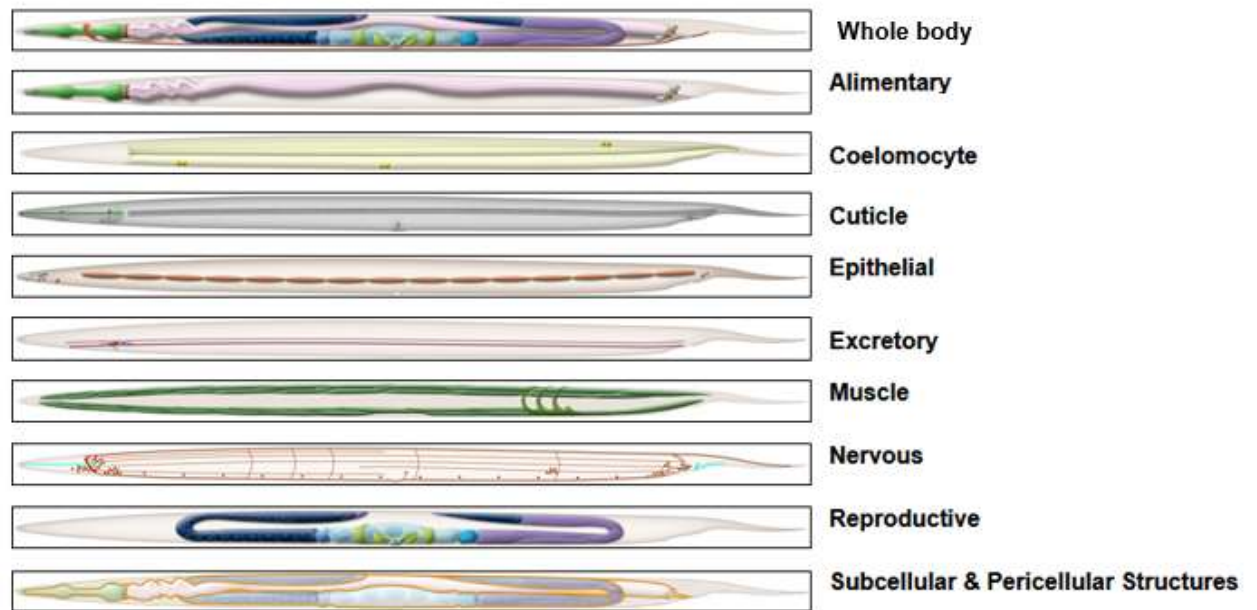 Whole body
Alimentary
Coelomocyte
Cuticle
Epithelial
Excretory
Muscle
Nervous
Reproductive
Subcellular & Pericellular Structures